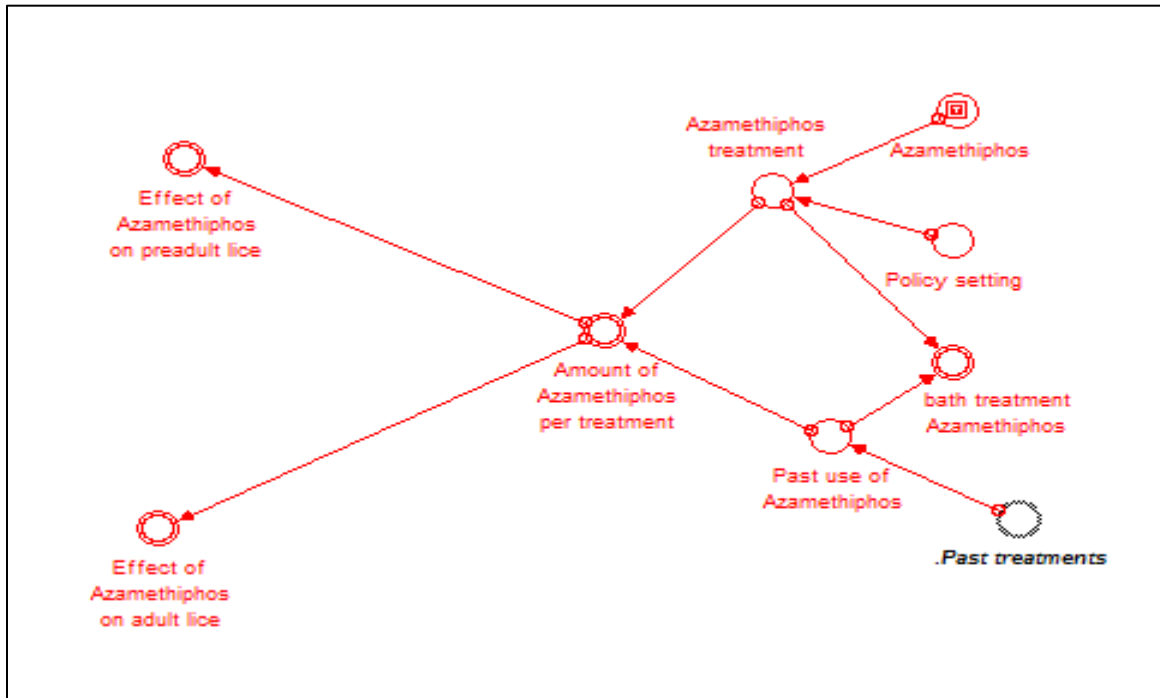 Azamethiphos
treatment
Azamethiphos
Effect of
Azamethiphos
on preadult lice
Policy setting
Amount of
Azamethiphos
per treatment
bath treatment
Azamethiphos
Past use of
Azamethiphos
.Past treatments
Effect of
Azamethiphos
on adult lice